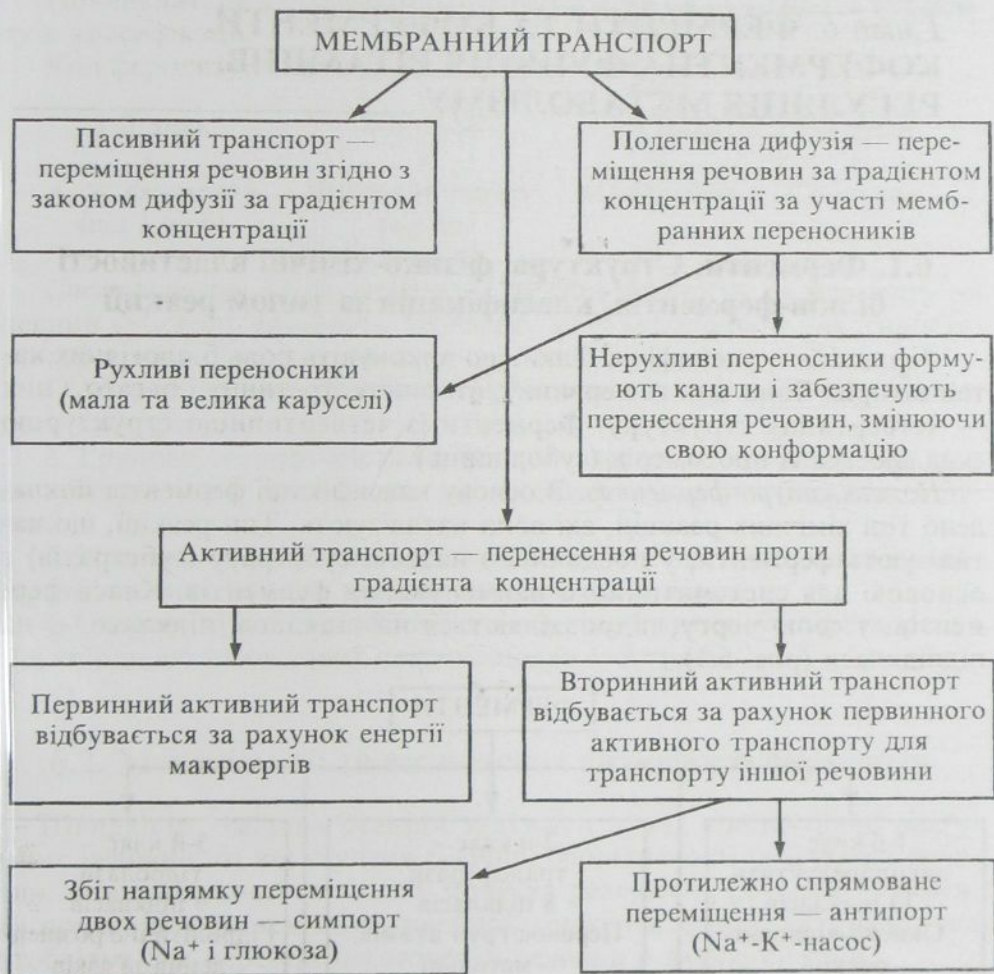 МЕМБРАННИЙ ТРАНСПОРТ
Пасивний транспорт —
переміщення речовин згідно з
законом дифузії за градієнтом
концентрації
Полегшена дифузія — пере-
міщення речовин за градієнтом
концентрації за участі мемб-
ранних переносників
Рухливі переносники
(мала та велика каруселі)
Нерухливі переносники форму-
ють канали і забезпечують
перенесення речовин, змінюючи
свою конформацію
Активний транспорт — перенесення речовин проти
градієнта концентрації
Первинний активний транспорт
відбувається за рахунок енергії
макроергів
Вторинний активний транспорт
відбувається за рахунок первинного
активного транспорту для
транспорту іншої речовини
Збіг напрямку переміщення
двох речовин — симпорт
(Na⁺ і глюкоза)
Протилежно спрямоване
переміщення — антипорт
(Na⁺-K⁺-насос)